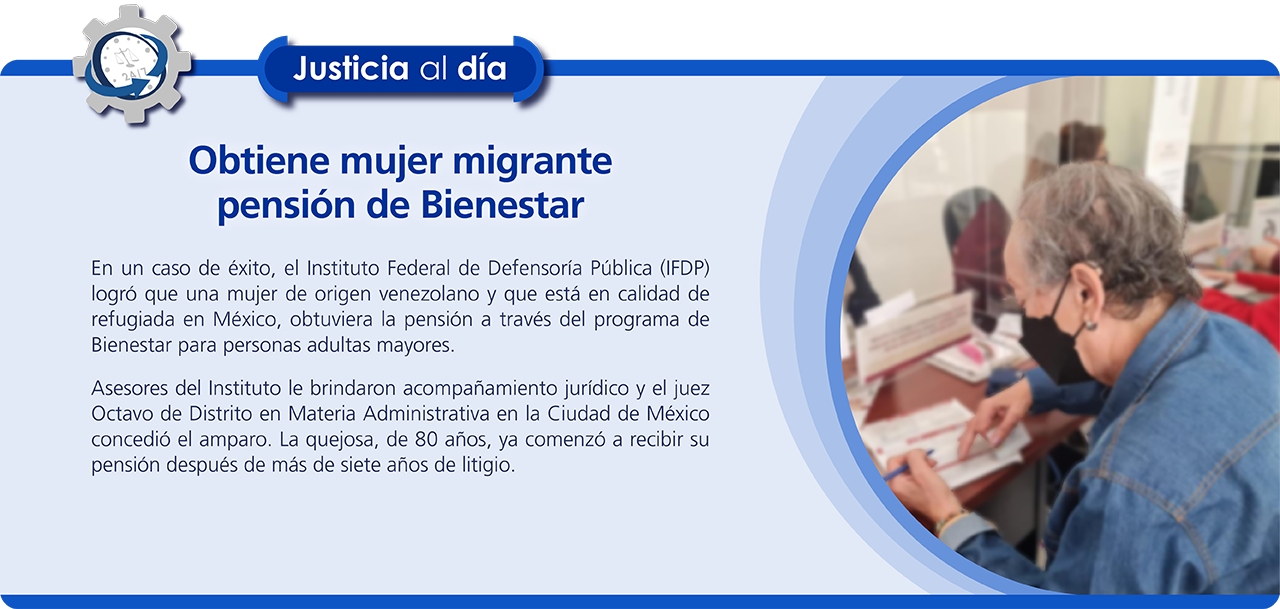 24/7
Justicia al día
Obtiene mujer migrante
pensión de Bienestar
En un caso de éxito, el Instituto Federal de Defensoría Pública (IFDP)
logró que una mujer de origen venezolano y que está en calidad de
refugiada en México, obtuviera la pensión a través del programa de
Bienestar para personas adultas mayores.
Asesores del Instituto le brindaron acompañamiento jurídico y el juez
Octavo de Distrito en Materia Administrativa en la Ciudad de México
concedió el amparo. La quejosa, de 80 años, ya comenzó a recibir su
pensión después de más de siete años de litigio.